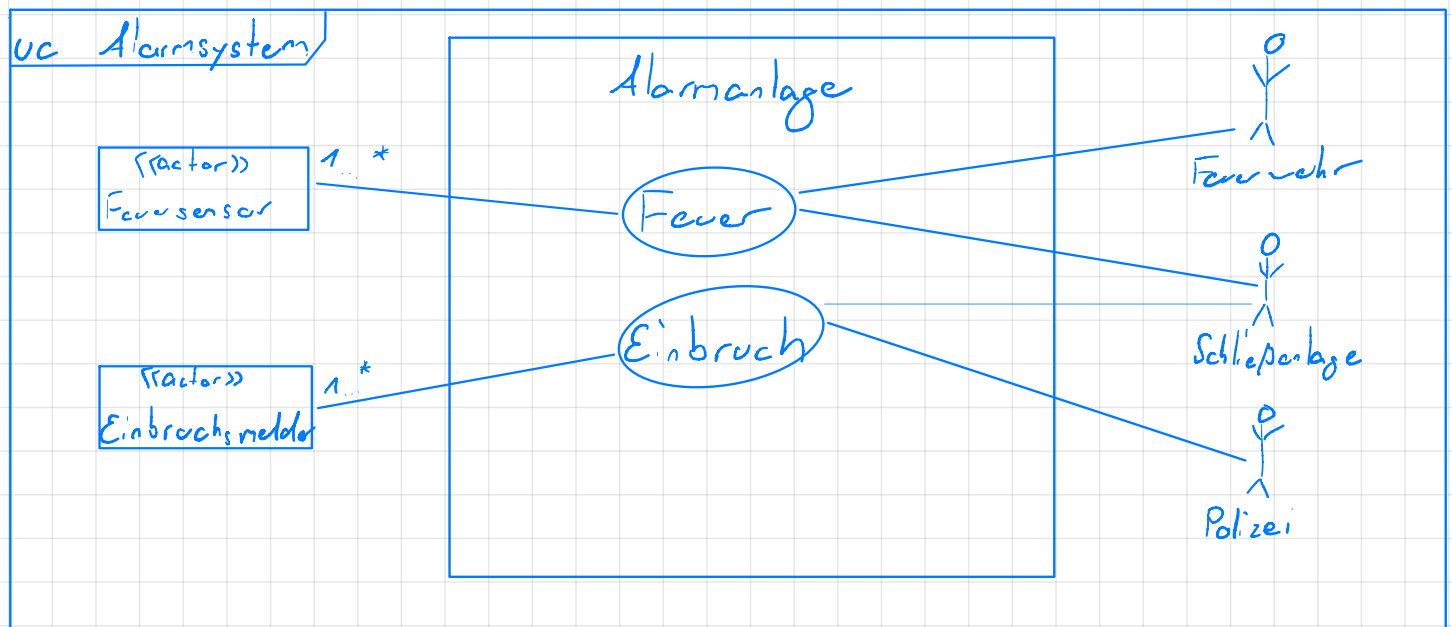 uc Alarmsystem
Alarmanlage
<<actor>>
Feuersensor
1..*
Feuer
Feuerwehr
Einbruch
Schließanlage
<<actor>>
Einbruchsmelder
1..*
Polizei